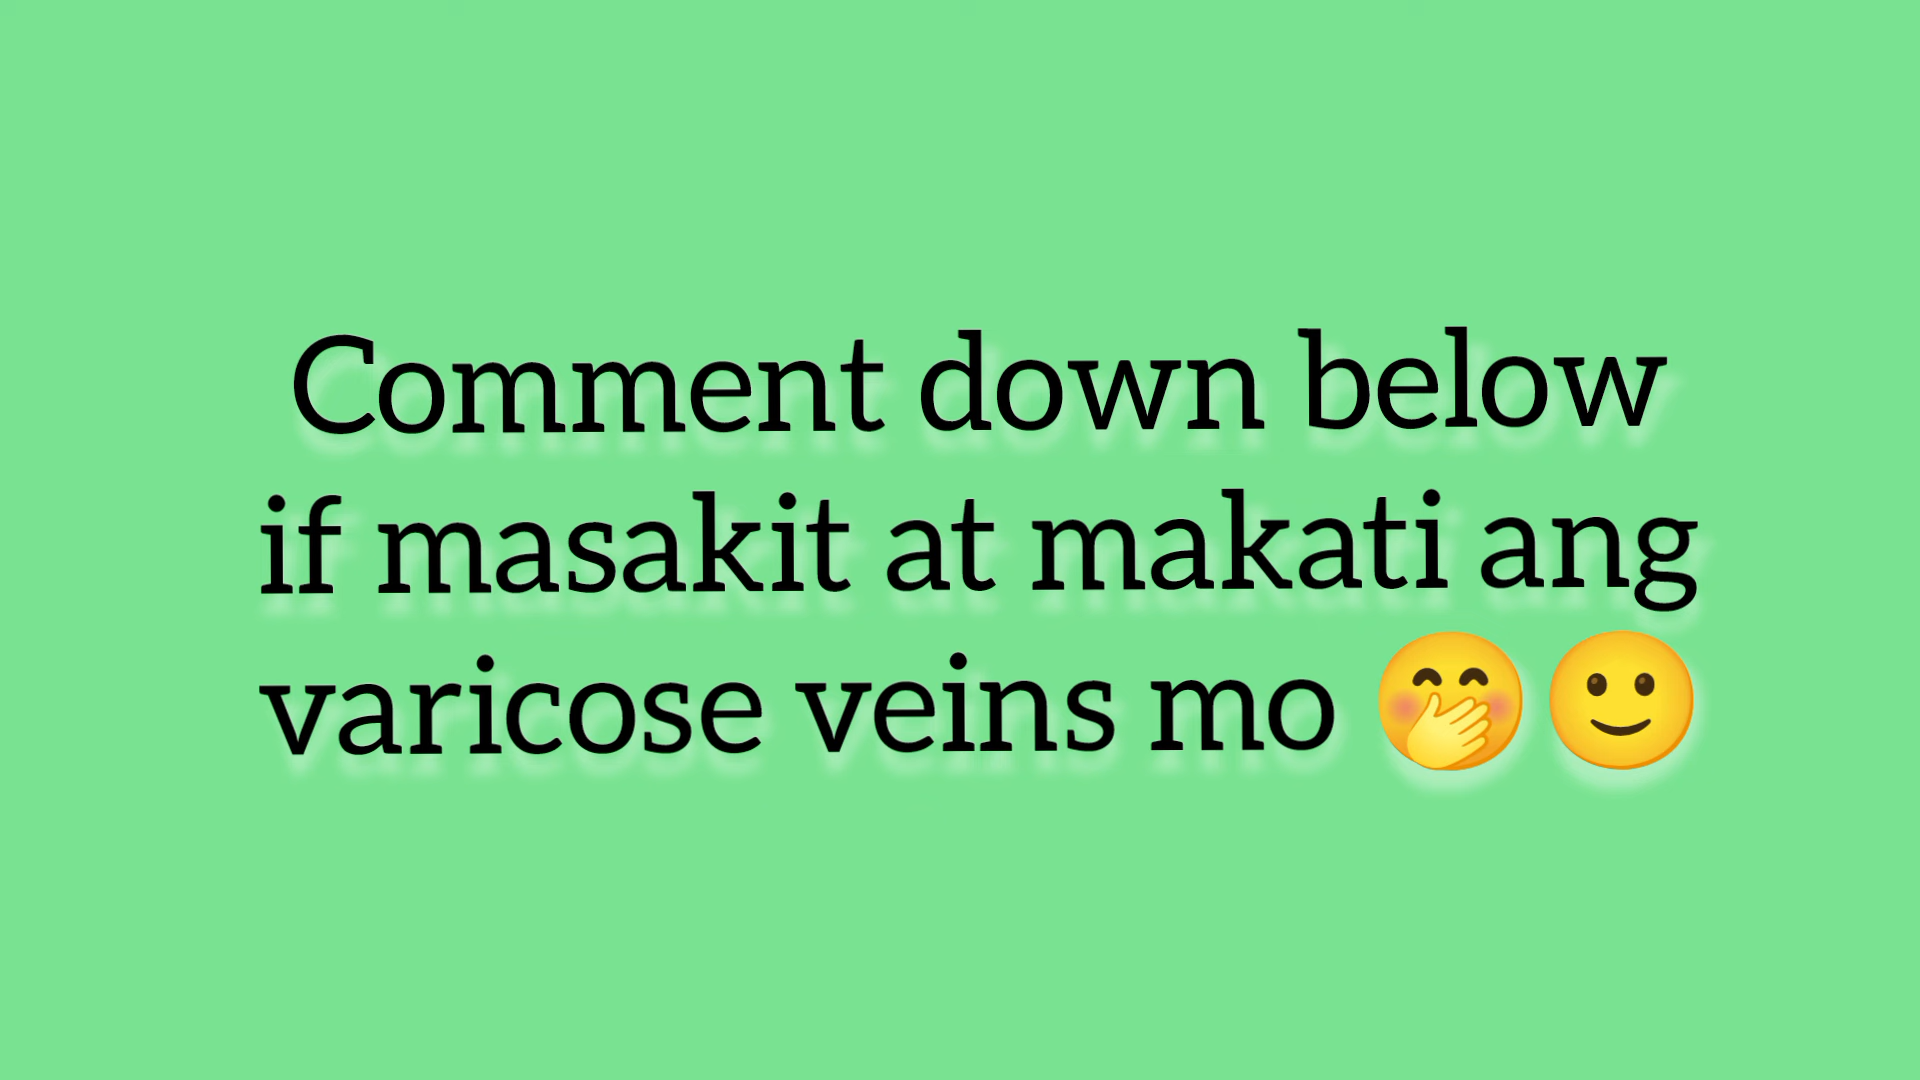 Comment down below
if masakit at makati ang
varicose veins mo 🤭🙂